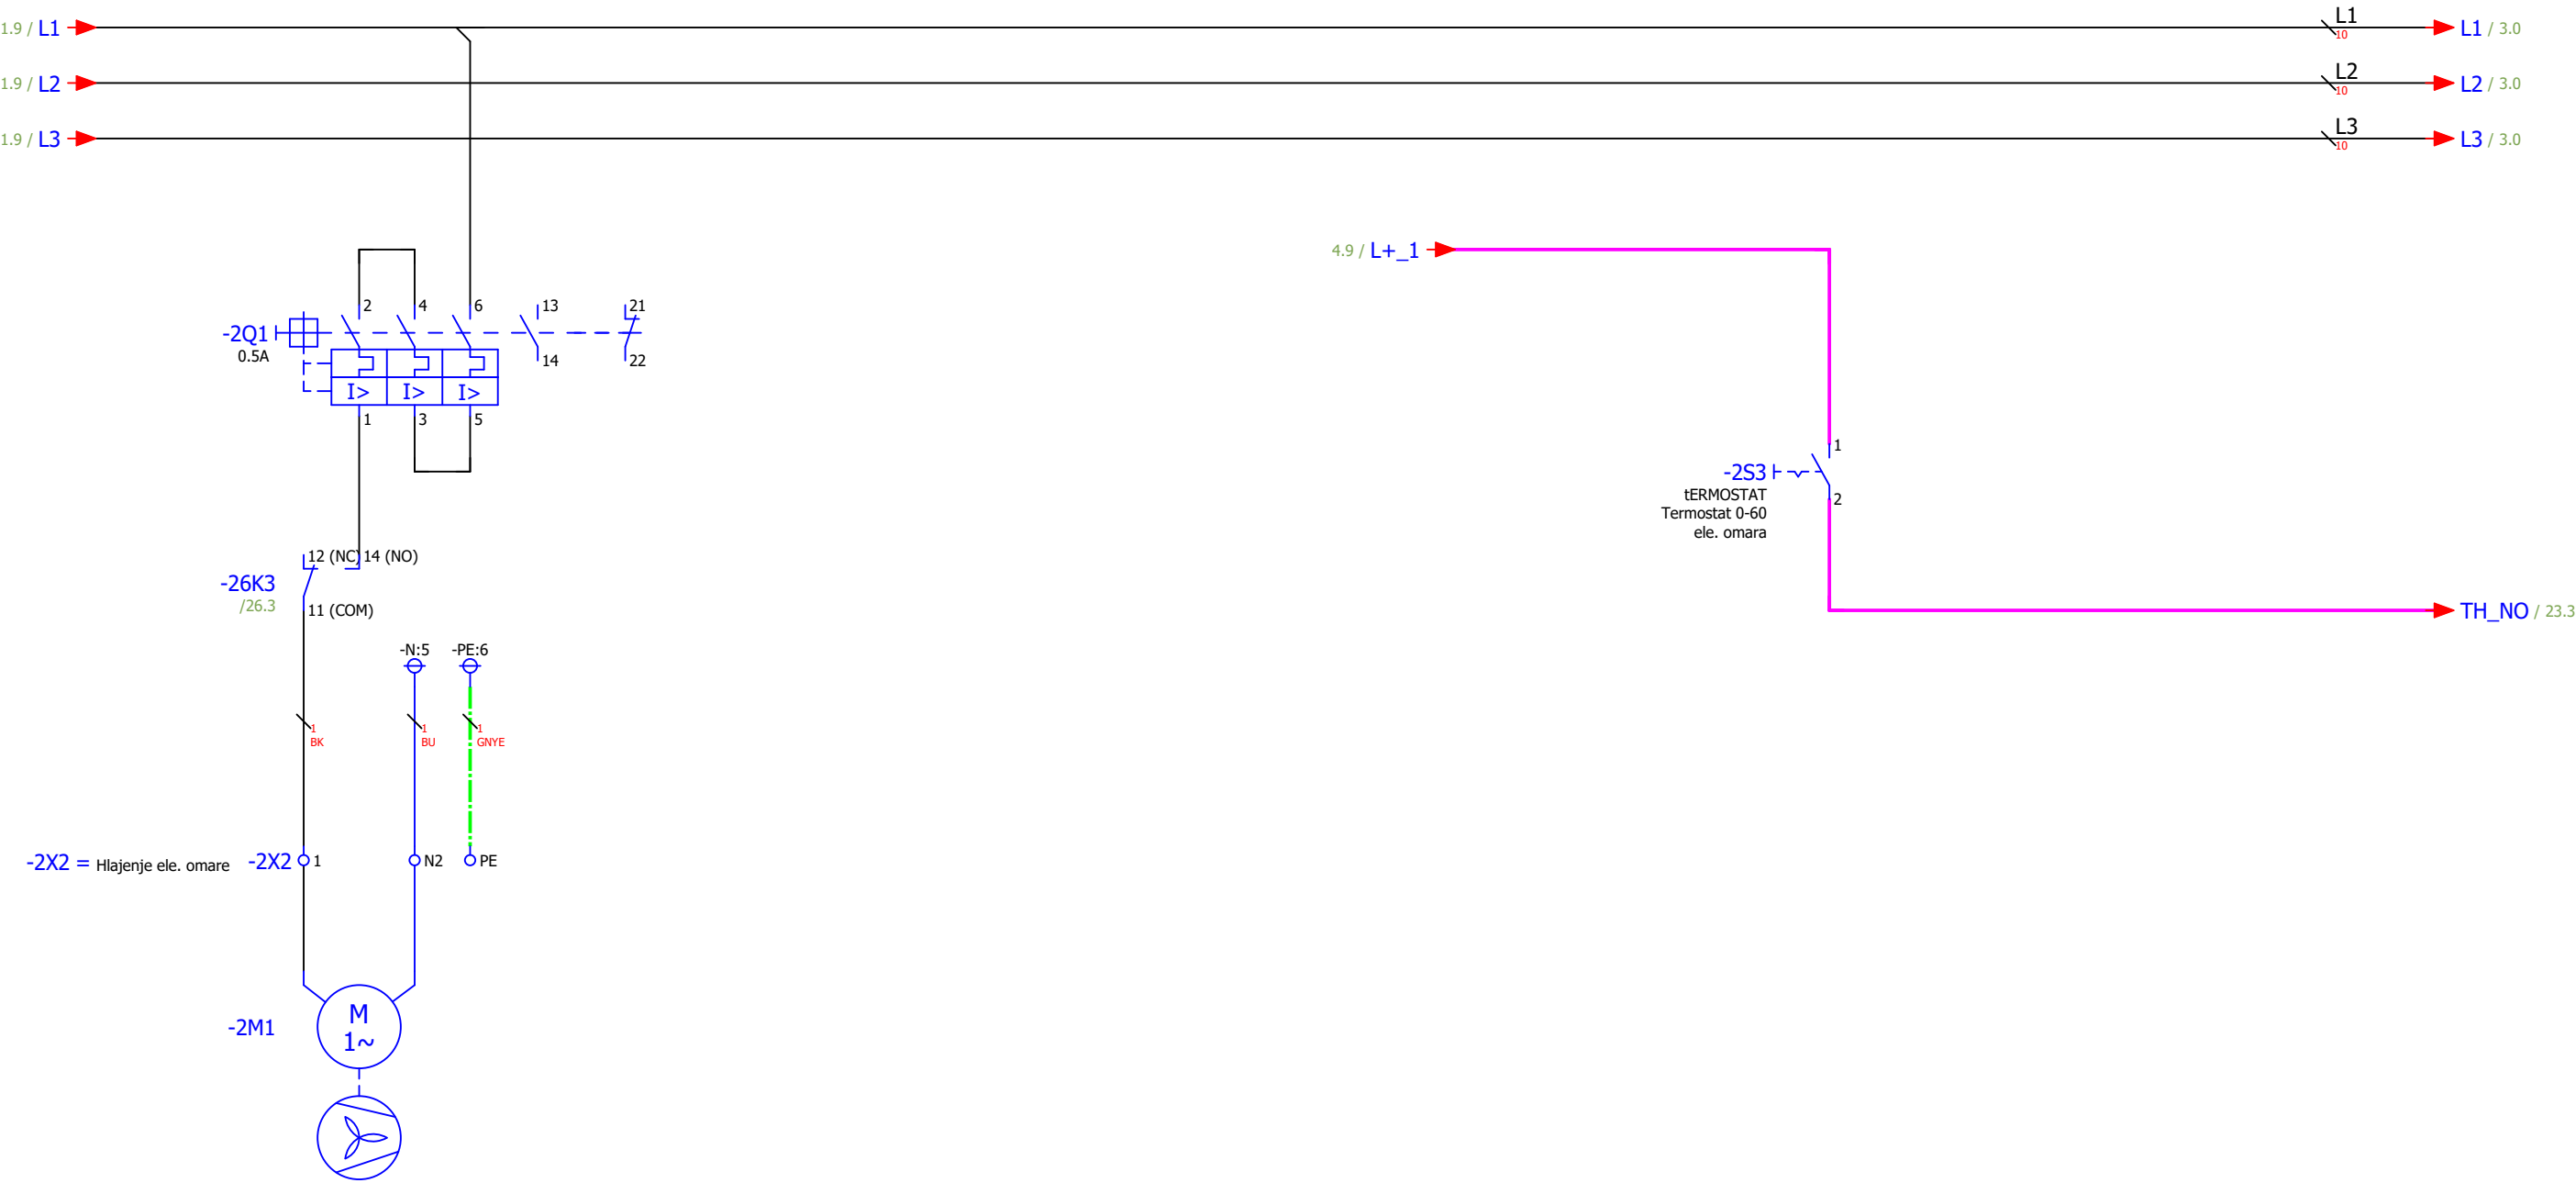 1.9 / L1
L1
10
L1 / 3.0
1.9 / L2
L2
10
L2 / 3.0
1.9 / L3
L3
10
L3 / 3.0
4.9 / L+_1
2 4 6 13 21
-2Q1
0.5A
14 22
I> I> I>
1 3 5
1
-2S3
tERMOSTAT
Termostat 0-60
ele. omara
2
12 (NC) 14 (NO)
-26K3
/26.3
11 (COM)
TH_NO / 23.3
-N:5 -PE:6
1 1 1
BK BU GNYE
-2X2 = Hlajenje ele. omare -2X2 1 N2 PE
-2M1
M
1~